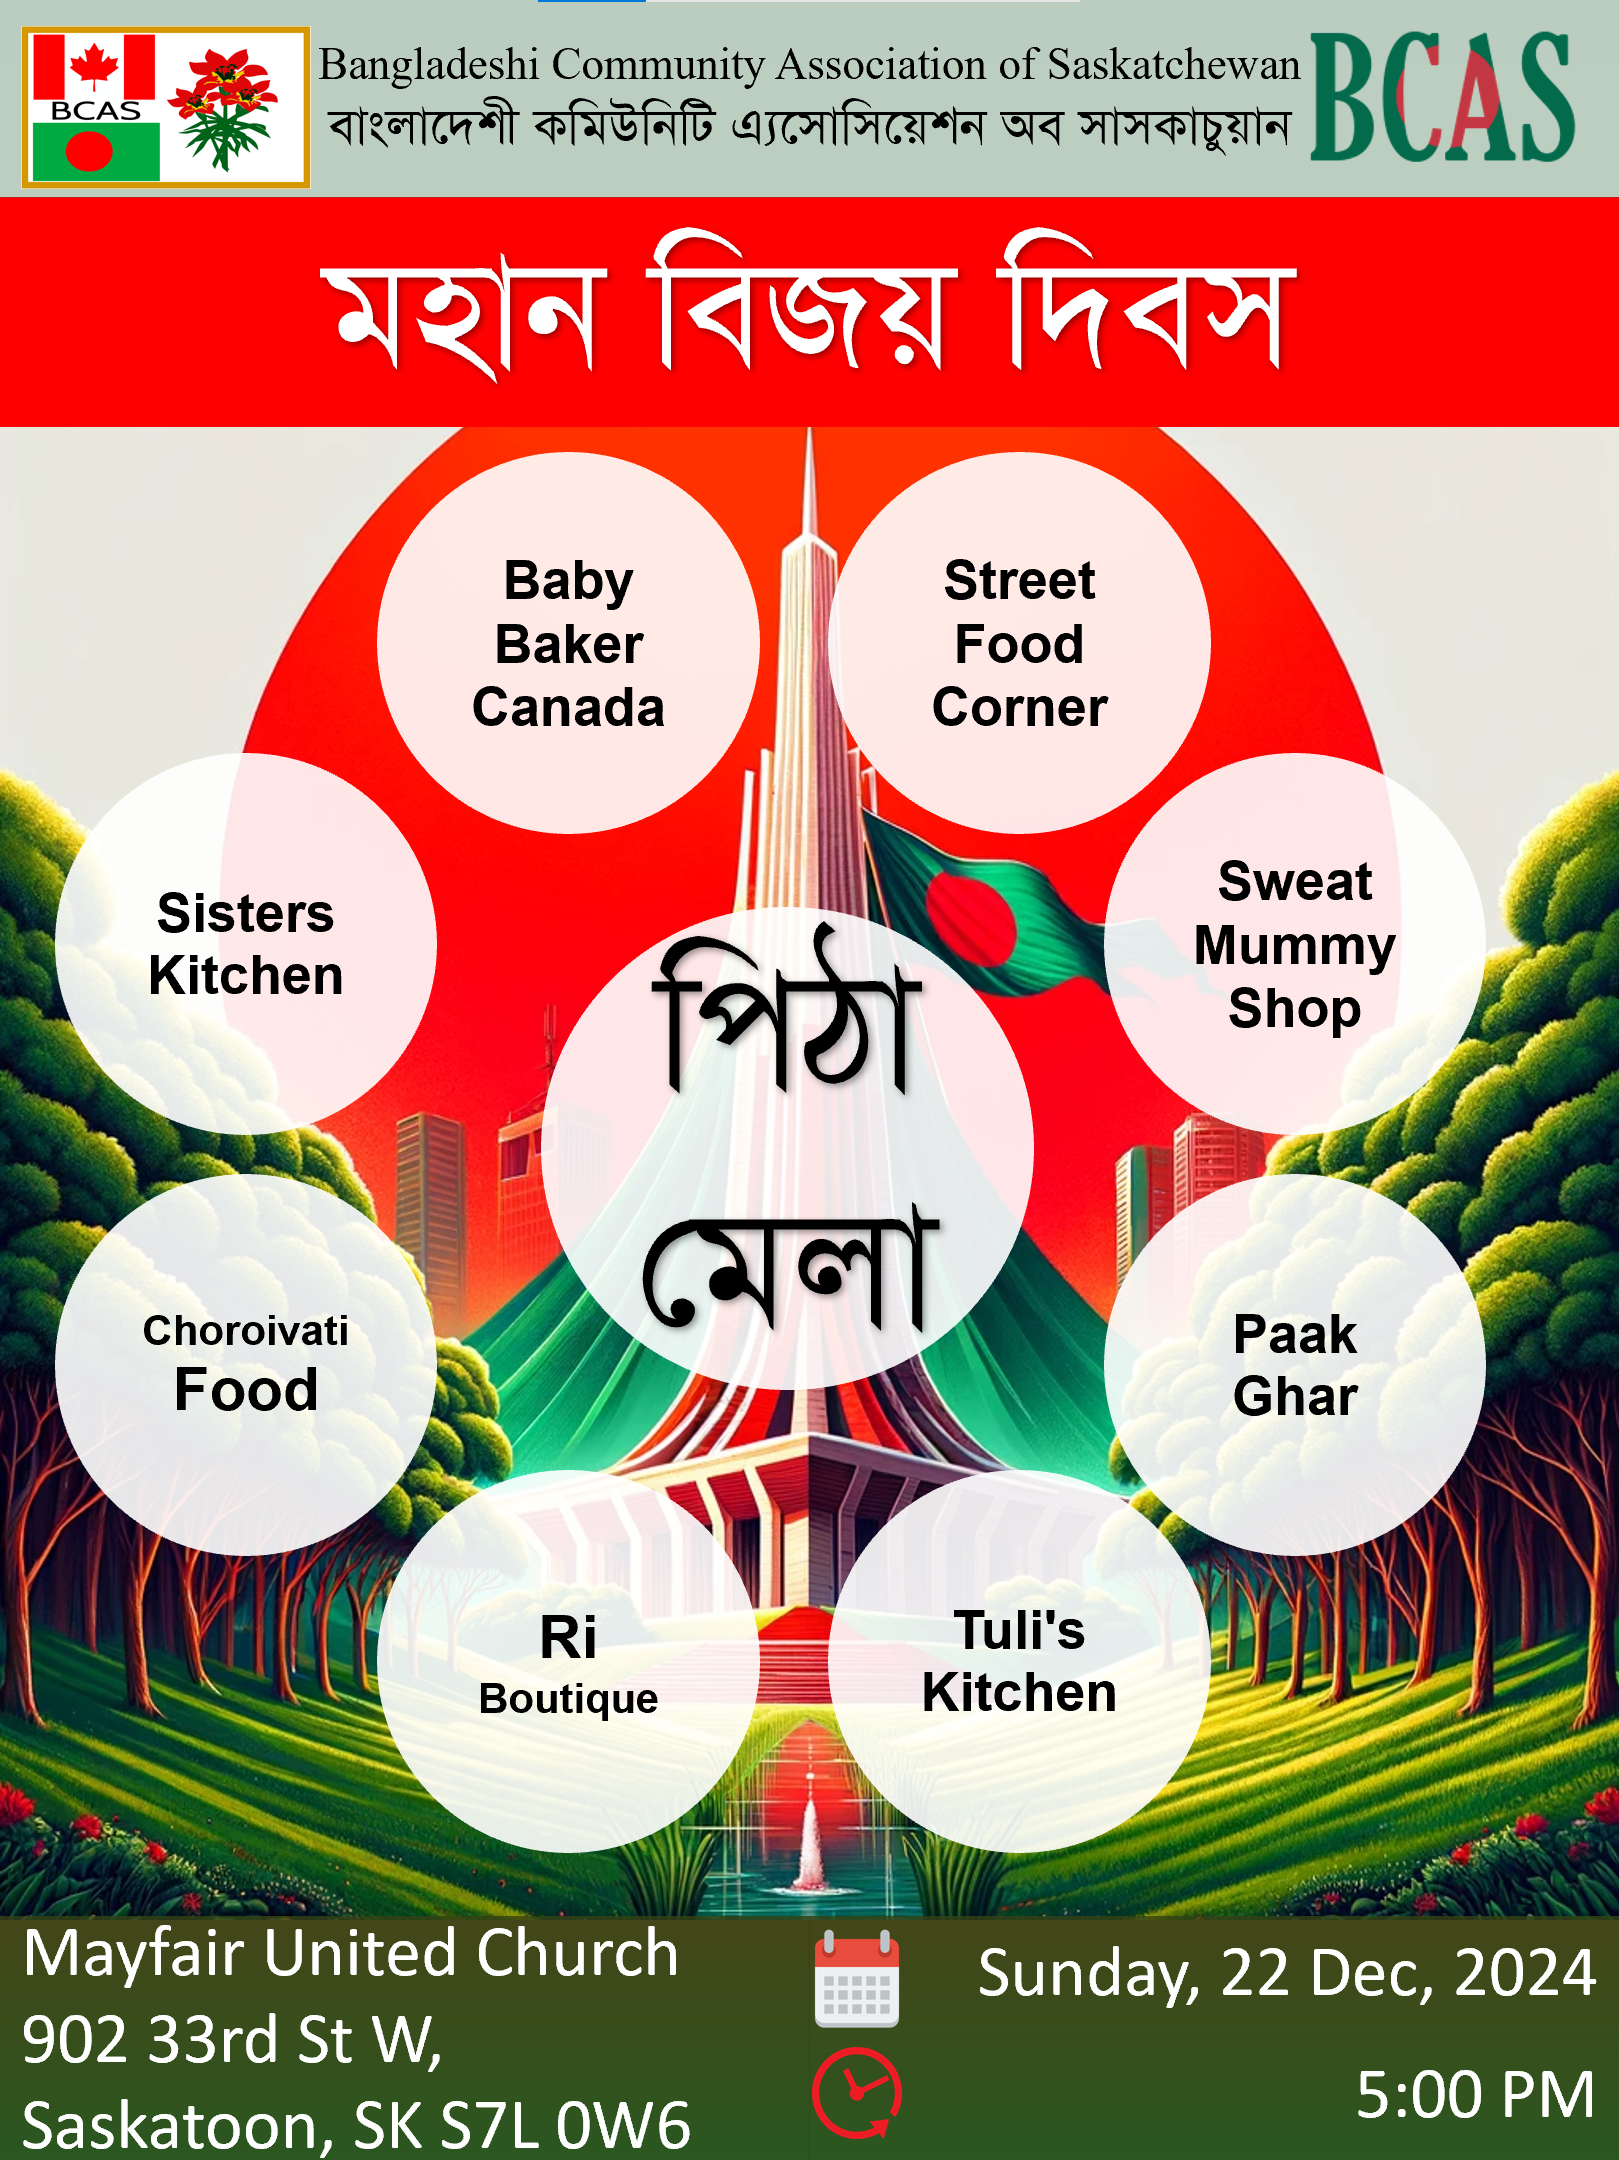 BCAS
Bangladeshi Community Association of Saskatchewan
বাংলাদেশী কমিউনিটি এ্যসোসিয়েশন অব সাসকাচুয়ান
BCAS
মহান বিজয় দিবস
Baby
Baker
Canada
Street
Food
Corner
Sisters
Kitchen
Sweat
Mummy
Shop
পিঠা
মেলা
Choroivati
Food
Paak
Ghar
Ri
Boutique
Tuli's
Kitchen
Mayfair United Church
902 33rd St W,
Saskatoon, SK S7L 0W6
Sunday, 22 Dec, 2024
5:00 PM